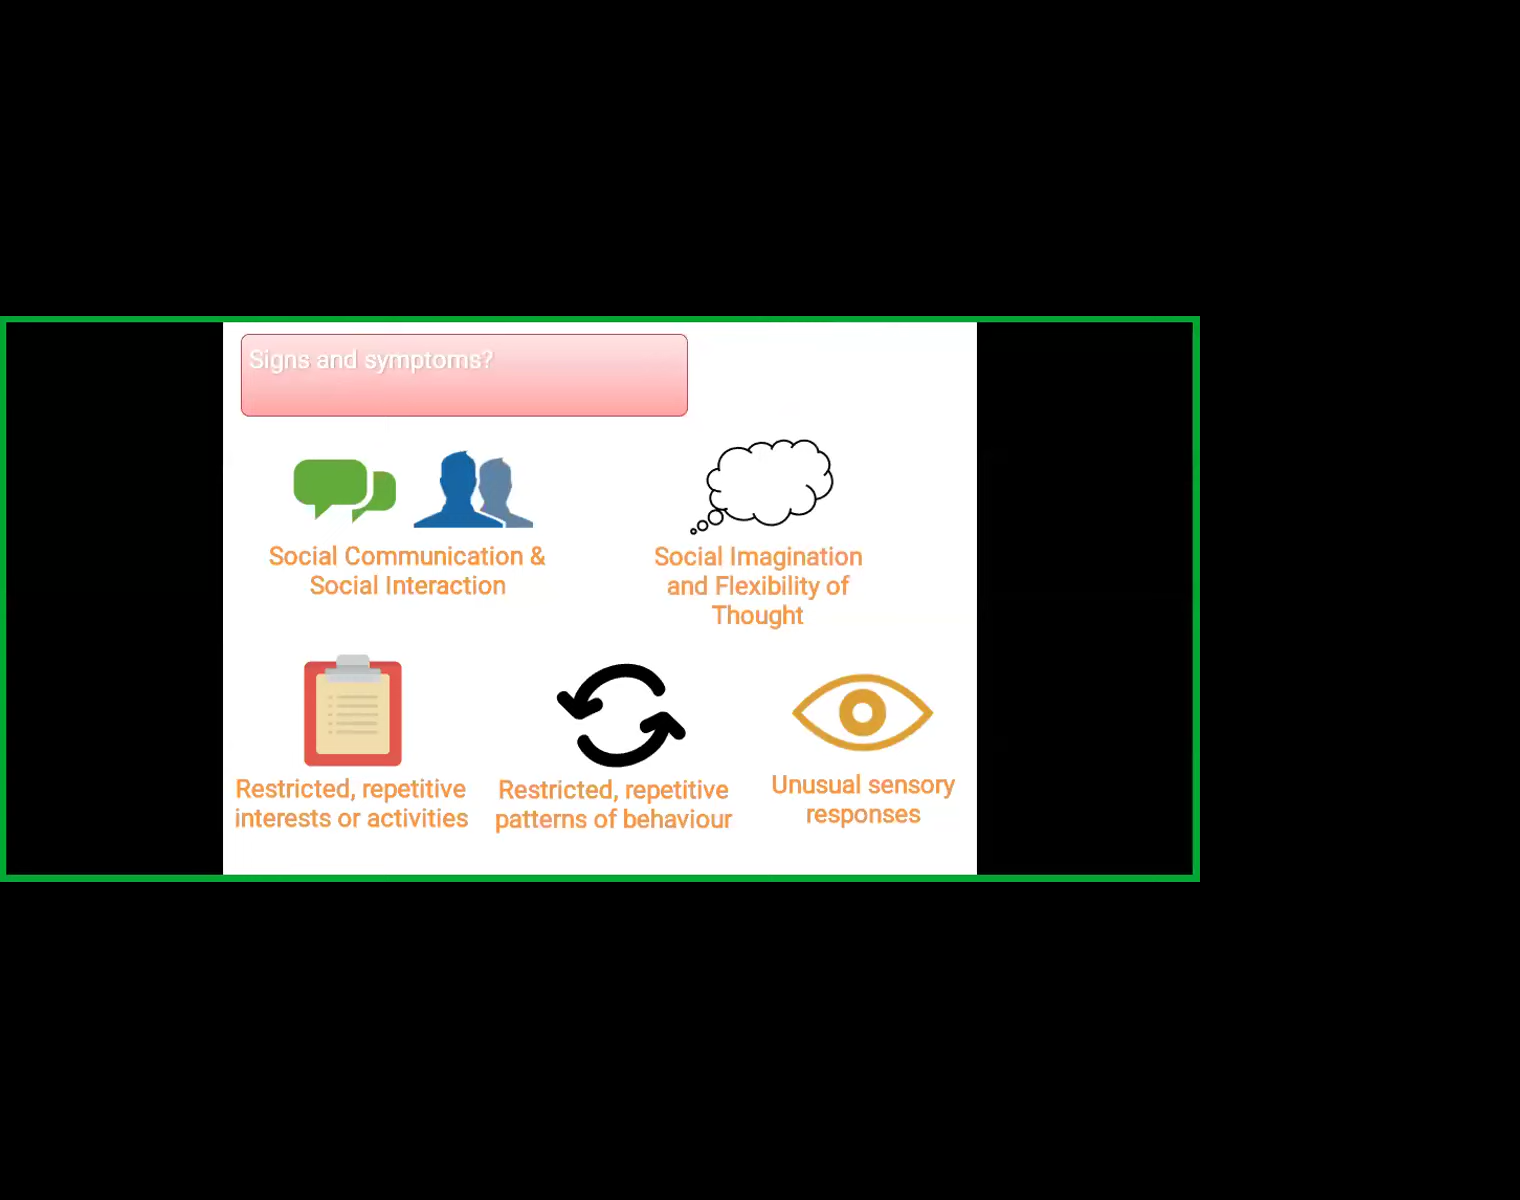 Signs and symptoms?
Social Communication &
Social Interaction
Social Imagination
and Flexibility of
Thought
Restricted, repetitive
interests or activities
Restricted, repetitive
patterns of behaviour
Unusual sensory
responses